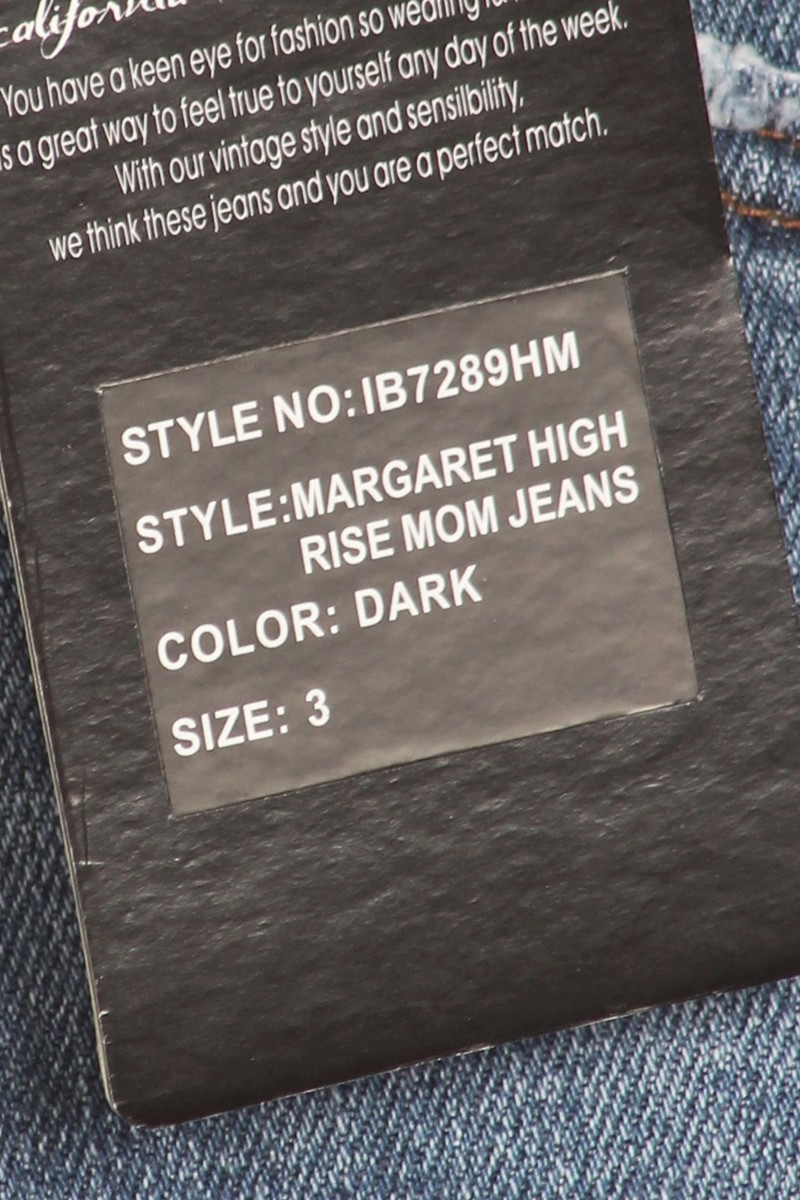 california
You have a keen eye for fashion so wearing
is a great way to feel true to yourself any day of the week.
With our vintage style and sensilbility,
we think these jeans and you are a perfect match.
STYLE NO: IB7289HM
STYLE: MARGARET HIGH
RISE MOM JEANS
COLOR: DARK
SIZE: 3